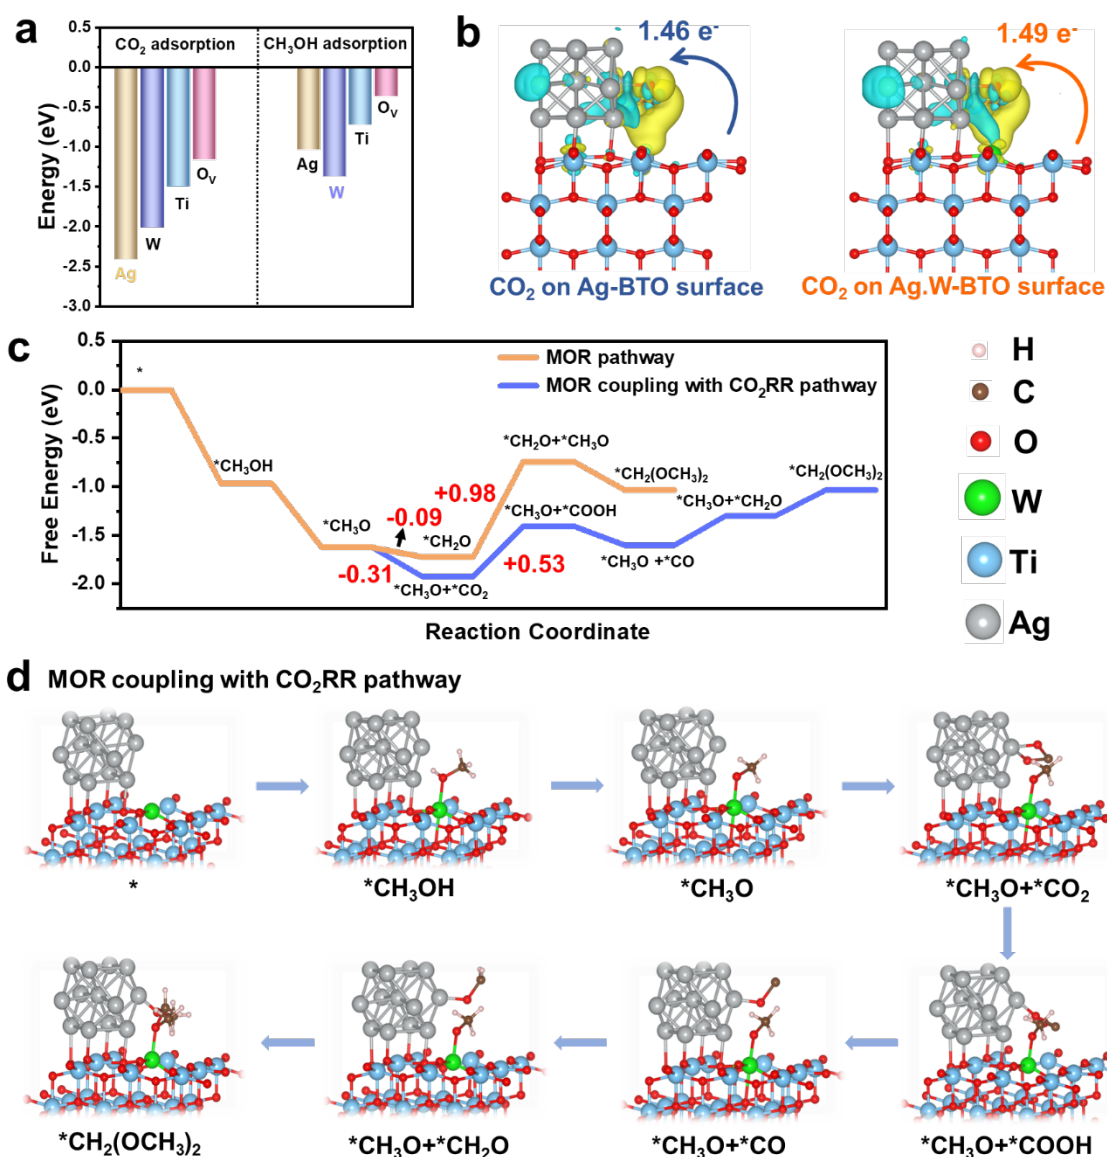 a
0.5
0.0
-0.5
-1.0
-1.5
-2.0
-2.5
-3.0
Energy (eV)
CO₂ adsorption
CH₃OH adsorption
Ag
W
Ti
Oᵥ
Ag
W
Ti
Oᵥ
b
1.46 e⁻
1.49 e⁻
CO₂ on Ag-BTO surface
CO₂ on Ag.W-BTO surface
c
0.5
0.0
-0.5
-1.0
-1.5
-2.0
Free Energy (eV)
MOR pathway
MOR coupling with CO₂RR pathway
*
*CH₃OH
*CH₃O
-0.09
-0.31
*CH₂O
*CH₃O+*CO₂
+0.98
+0.53
*CH₂O+*CH₃O
*CH₃O+*COOH
*CH₂(OCH₃)₂
*CH₃O +*CO
*CH₃O+*CH₂O
*CH₂(OCH₃)₂
Reaction Coordinate
H
C
O
W
Ti
Ag
d MOR coupling with CO₂RR pathway
*
*CH₃OH
*CH₃O
*CH₃O+*CO₂
*CH₂(OCH₃)₂
*CH₃O+*CH₂O
*CH₃O+*CO
*CH₃O+*COOH